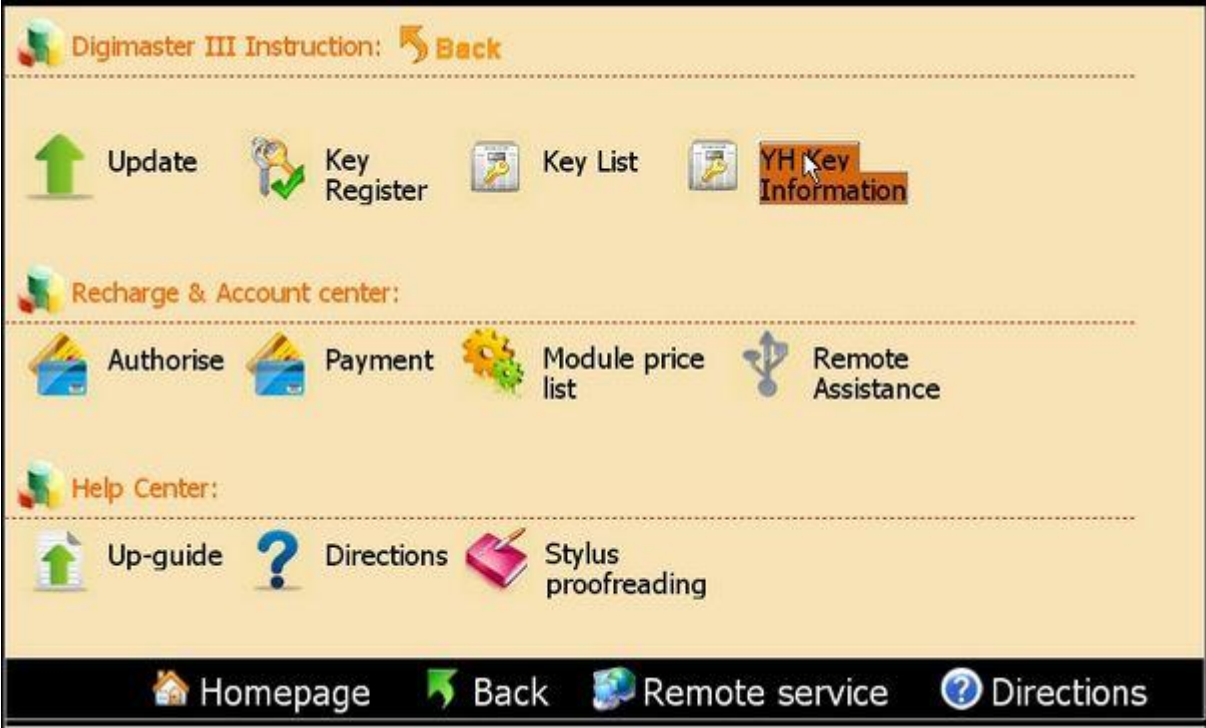 Digimaster III Instruction: Back
Update
Key
Register
Key List
YH Key
Information
Recharge & Account center:
Authorise
Payment
Module price
list
Remote
Assistance
Help Center:
Up-guide
Directions
Stylus
proofreading
Homepage Back Remote service Directions